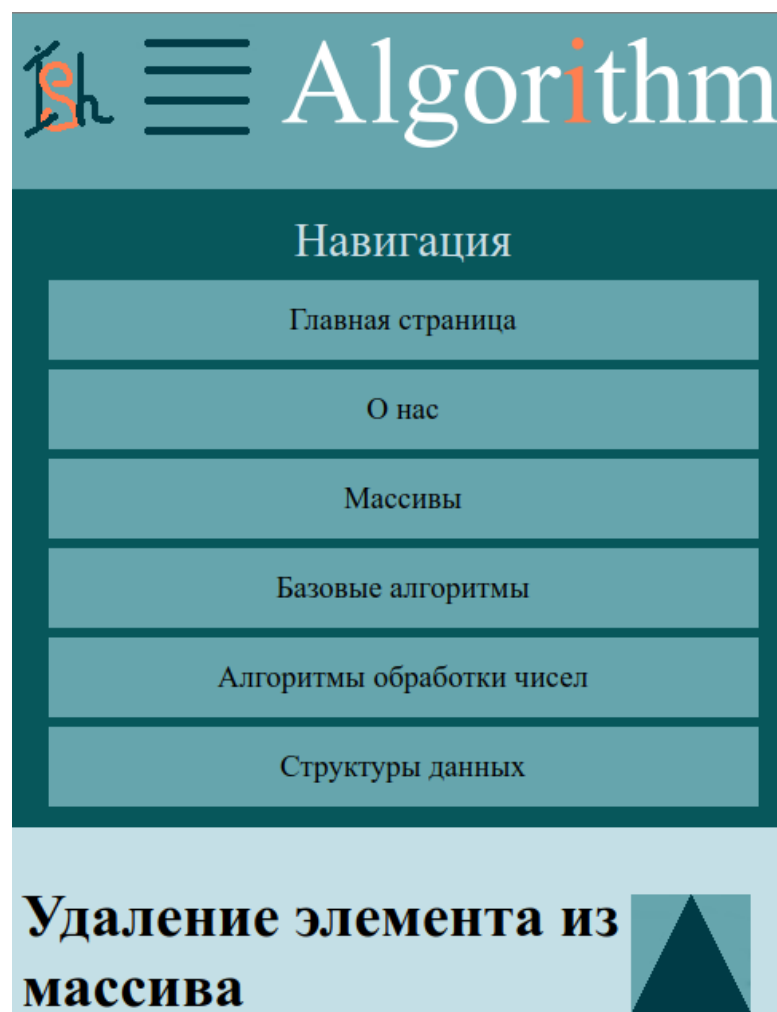 Algorithm
Навигация
Главная страница
О нас
Массивы
Базовые алгоритмы
Алгоритмы обработки чисел
Структуры данных
Удаление элемента из
массива